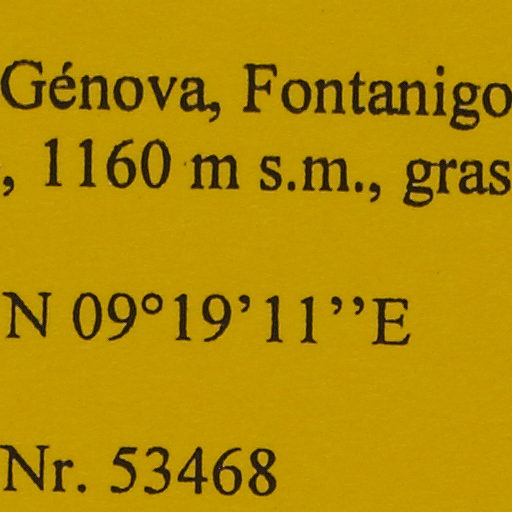 Génova, Fontanigo
, 1160 m s.m., gras
N 09°19’11’’E
Nr. 53468